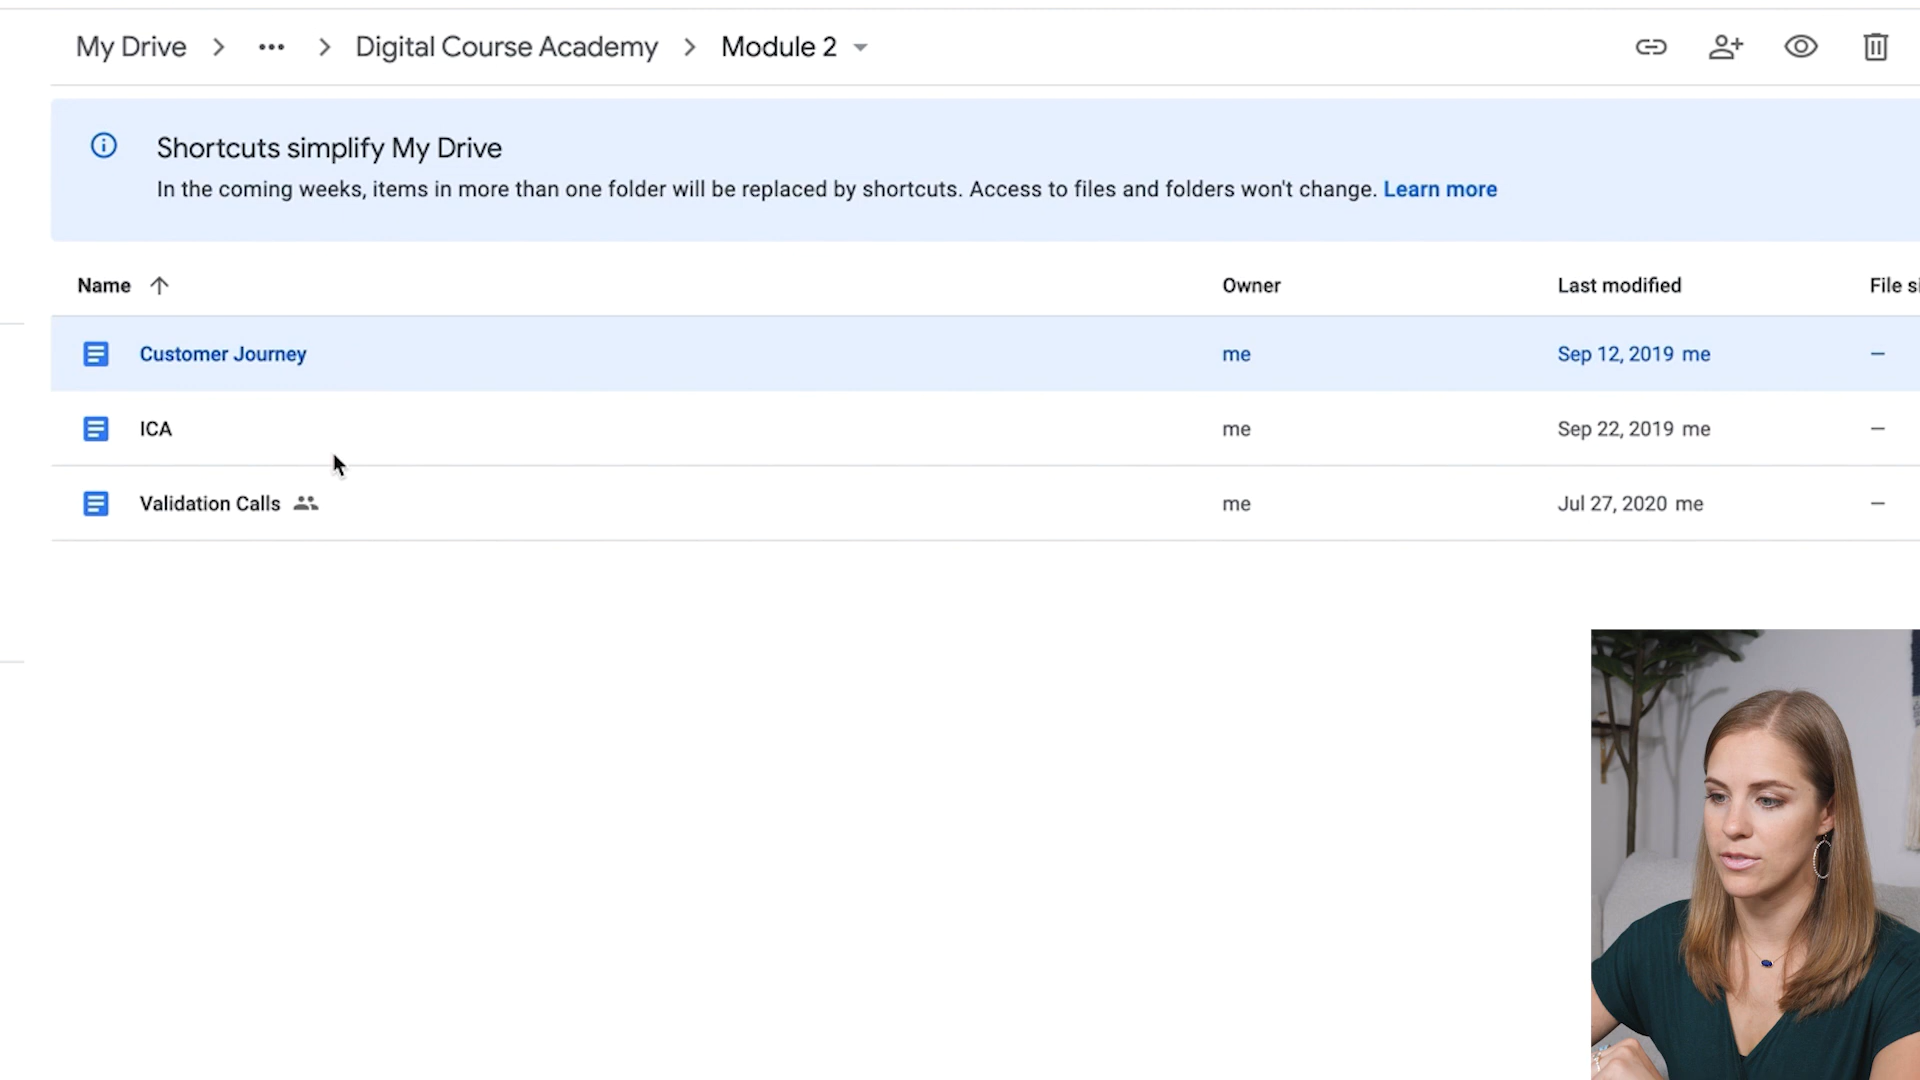 My Drive > ••• > Digital Course Academy > Module 2
Shortcuts simplify My Drive
In the coming weeks, items in more than one folder will be replaced by shortcuts. Access to files and folders won't change. Learn more
Name ↑ Owner Last modified File si
Customer Journey me Sep 12, 2019 me –
ICA me Sep 22, 2019 me –
Validation Calls me Jul 27, 2020 me –